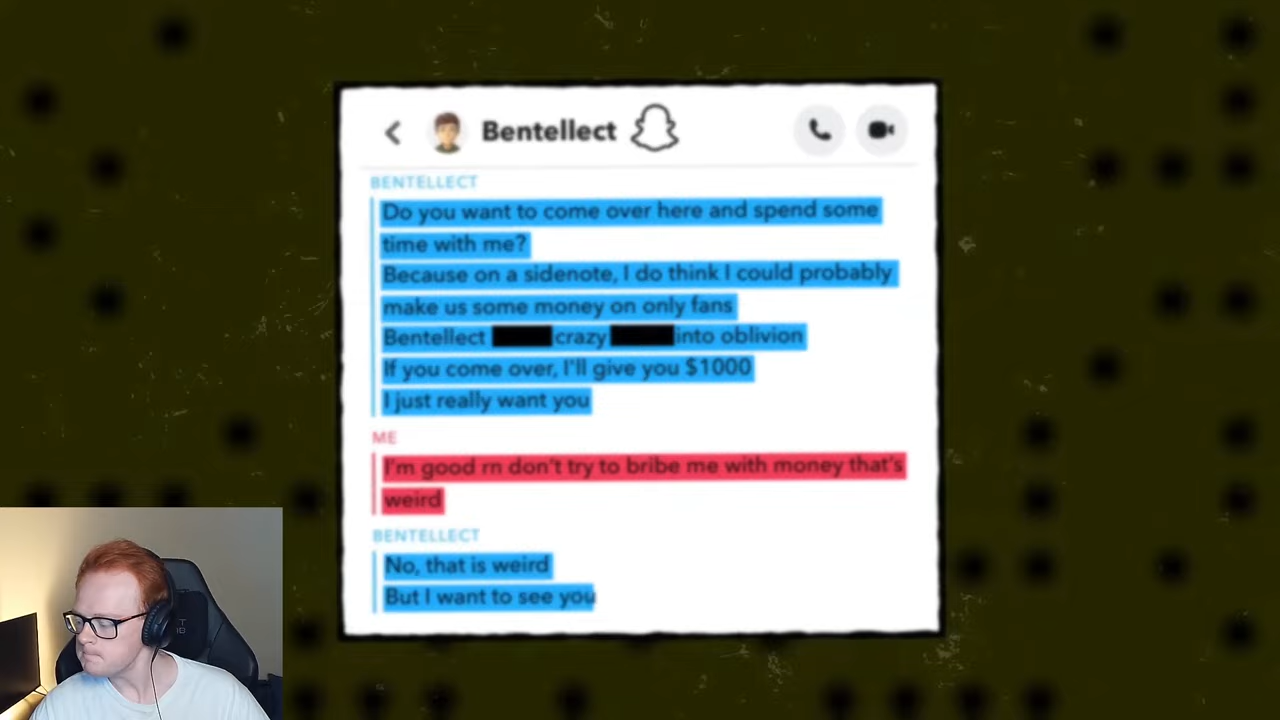 Bentellect
BENTELLECT
Do you want to come over here and spend some
time with me?
Because on a sidenote, I do think I could probably
make us some money on only fans
Bentellect crazy into oblivion
If you come over, I'll give you $1000
I just really want you
ME
I'm good rn don't try to bribe me with money that's
weird
BENTELLECT
No, that is weird
But I want to see you